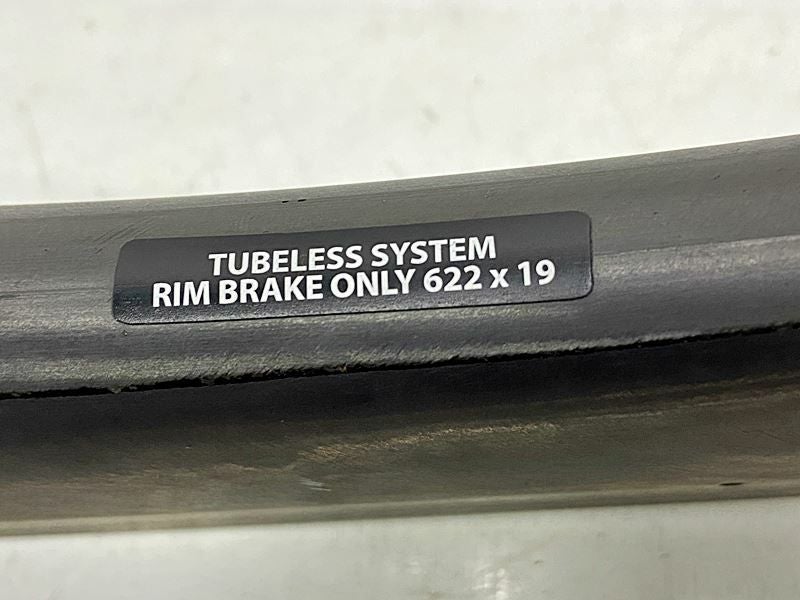 TUBELESS SYSTEM
RIM BRAKE ONLY 622 x 19